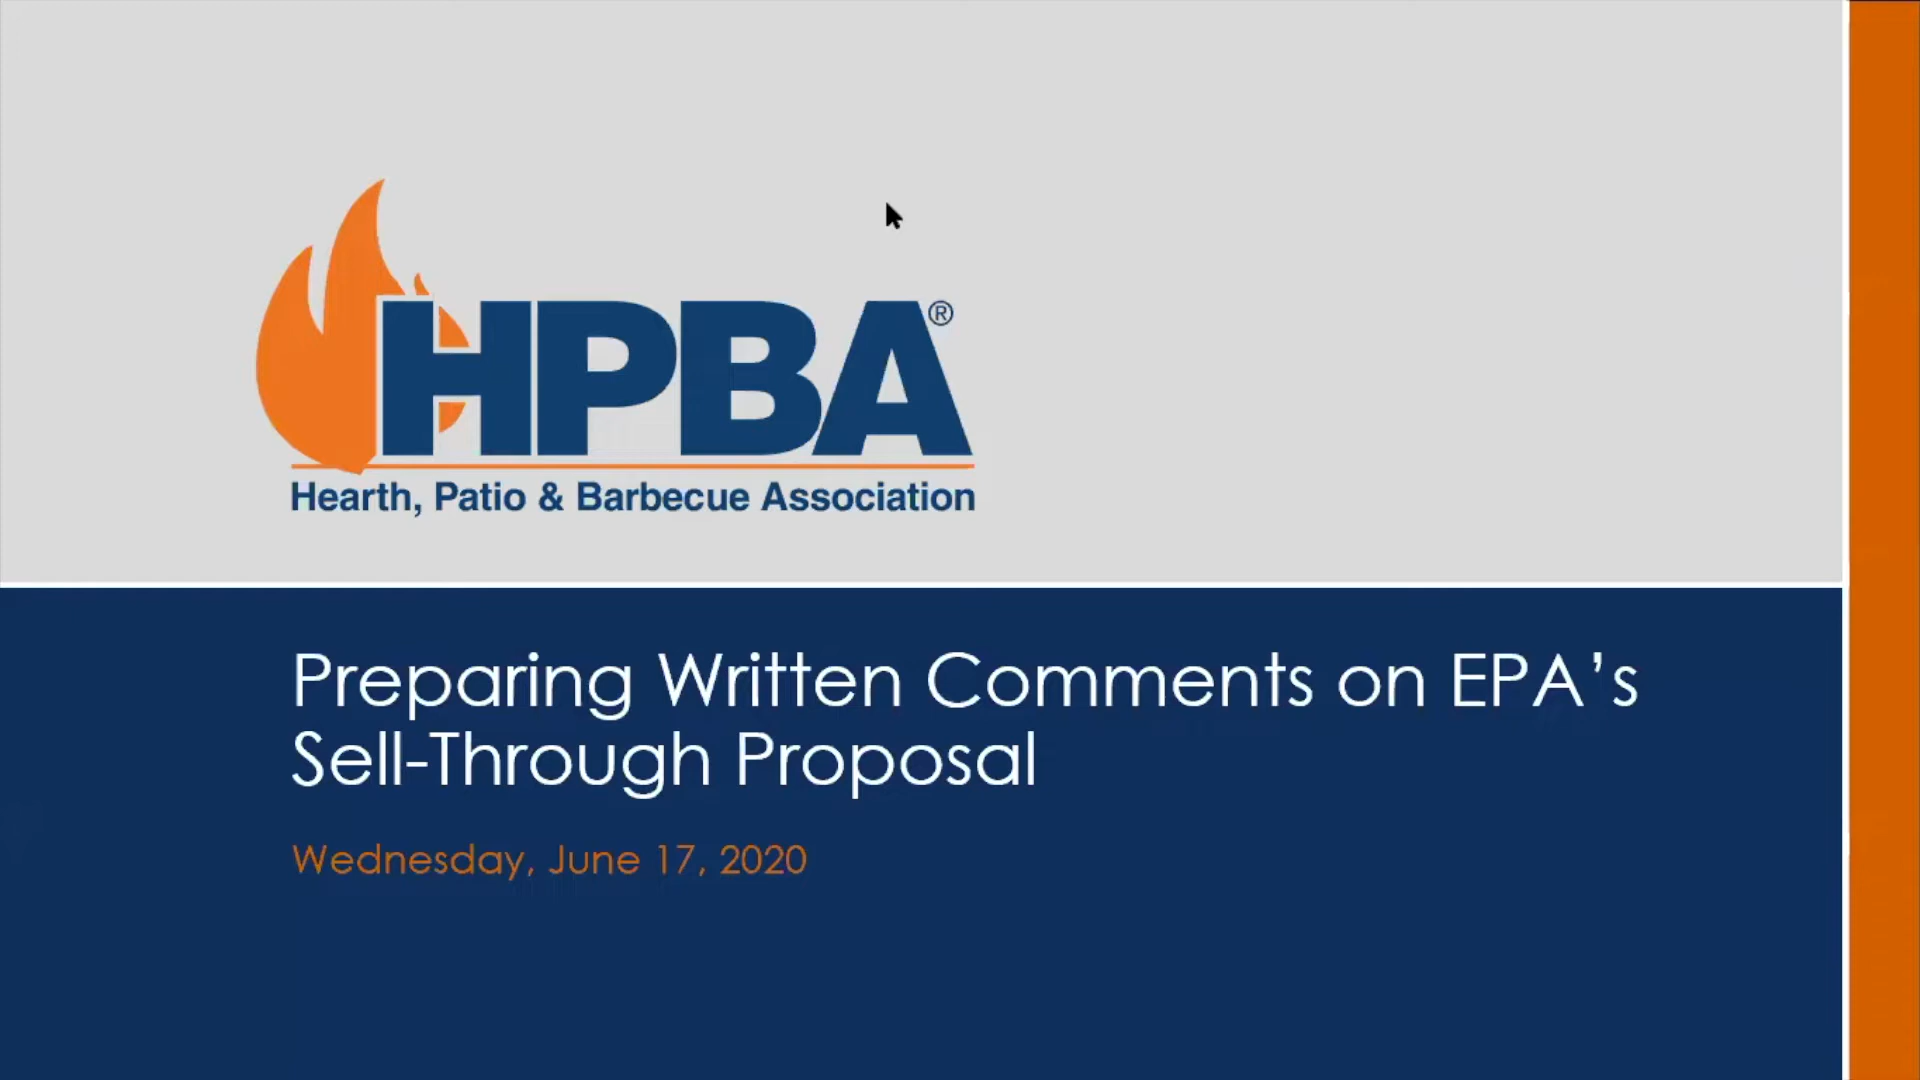 HPBA®
Hearth, Patio & Barbecue Association
Preparing Written Comments on EPA’s
Sell-Through Proposal
Wednesday, June 17, 2020